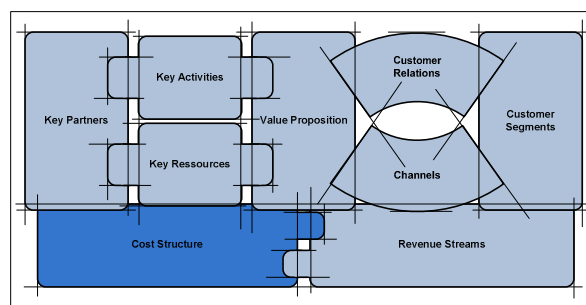 Key Partners
Key Activities
Key Ressources
Value Proposition
Customer
Relations
Channels
Customer
Segments
Cost Structure
Revenue Streams